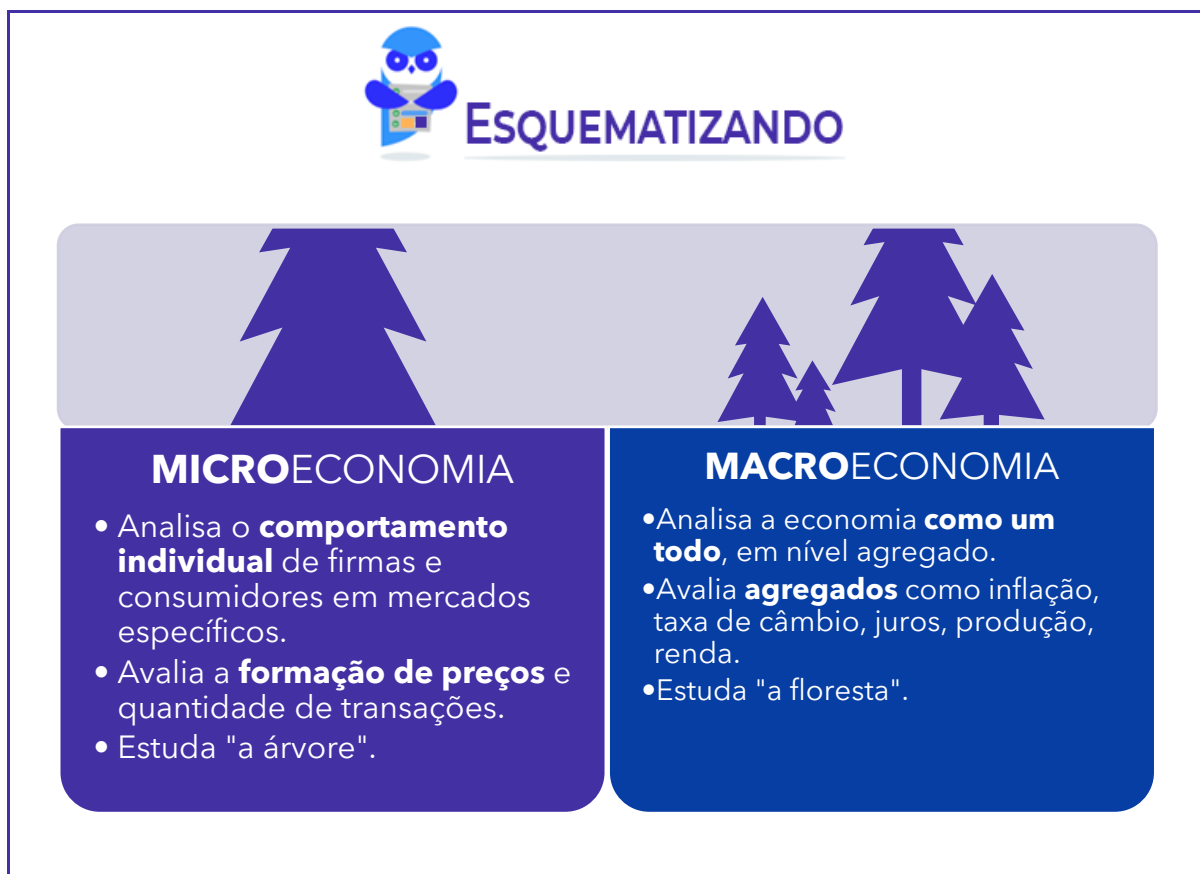 ESQUEMATIZANDO
MICROECONOMIA
• Analisa o comportamento
individual de firmas e
consumidores em mercados
específicos.
• Avalia a formação de preços e
quantidade de transações.
• Estuda "a árvore".
MACROECONOMIA
•Analisa a economia como um
todo, em nível agregado.
•Avalia agregados como inflação,
taxa de câmbio, juros, produção,
renda.
•Estuda "a floresta".